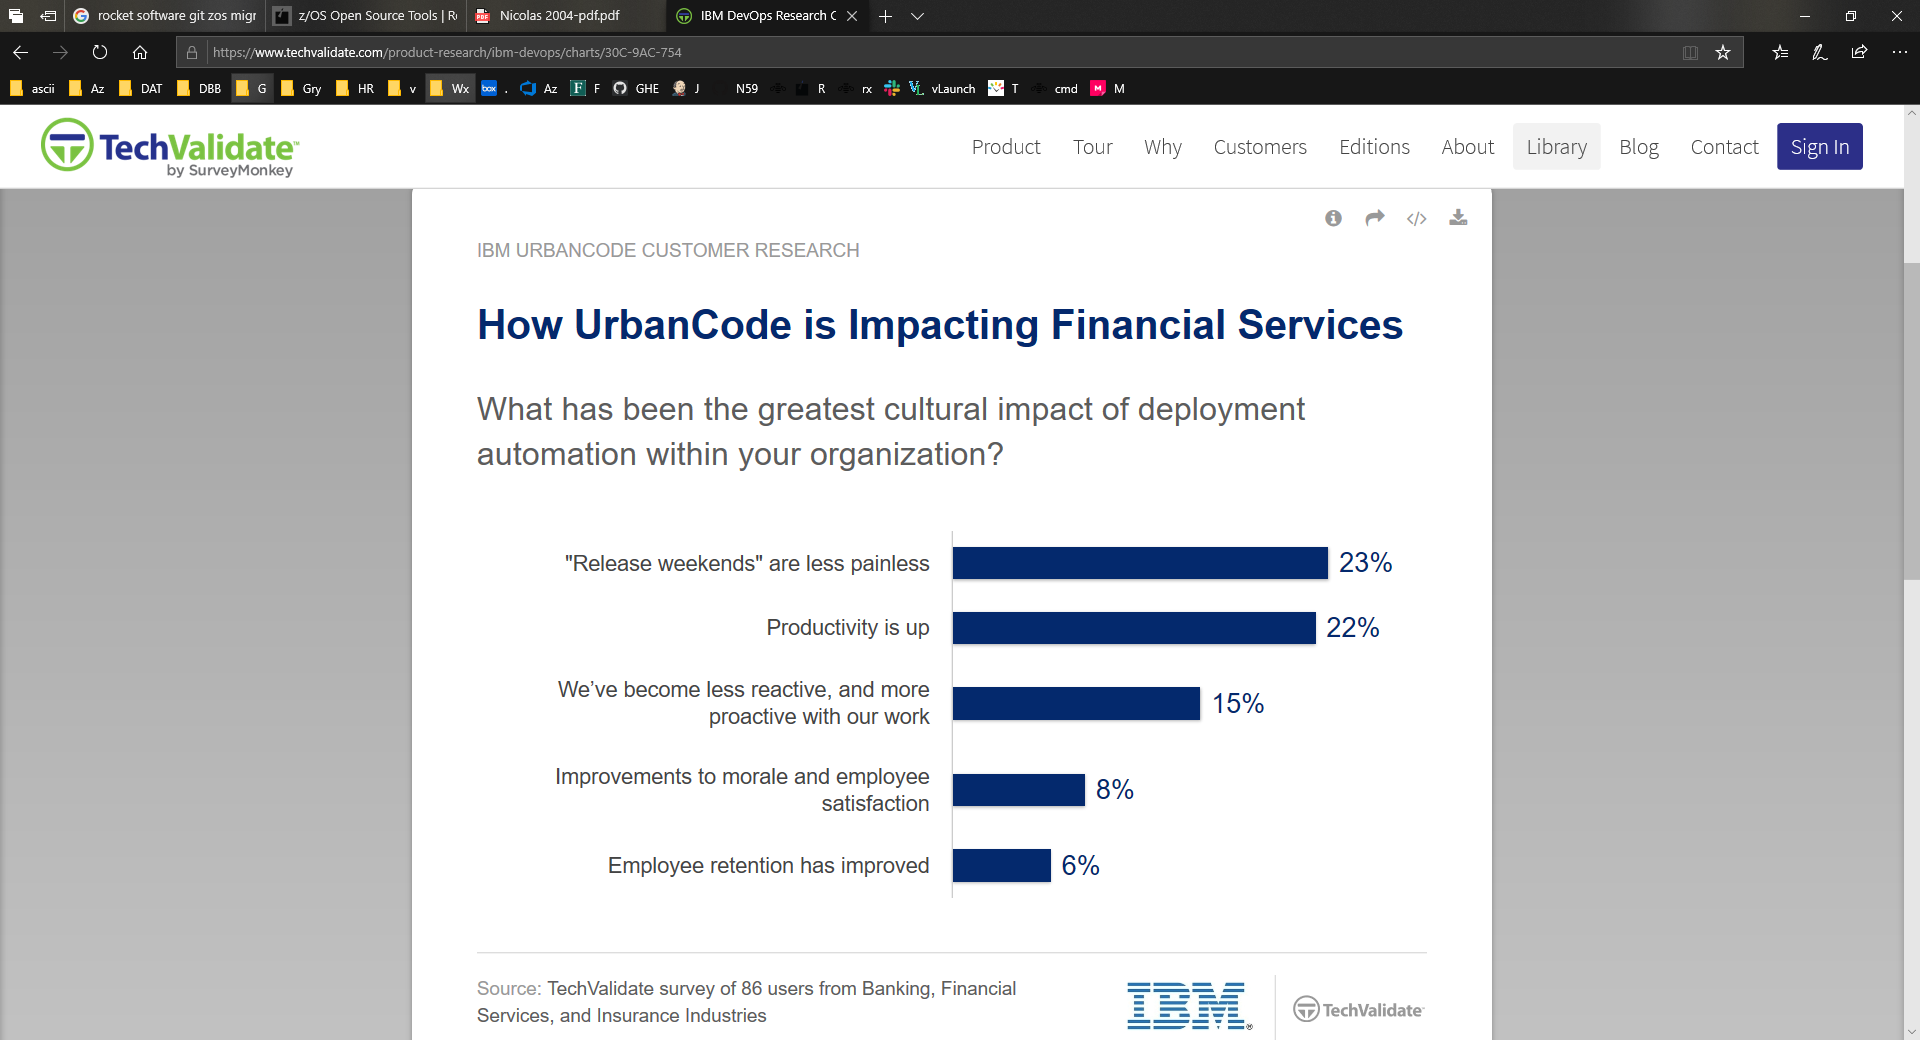 rocket software git zos migr
z/OS Open Source Tools | R
Nicolas 2004-pdf.pdf
IBM DevOps Research C
https://www.techvalidate.com/product-research/ibm-devops/charts/30C-9AC-754
ascii Az DAT DBB G Gry HR v Wx box . Az F F GHE J N59 R rx vLaunch T cmd M M
TechValidate™
by SurveyMonkey
Product Tour Why Customers Editions About Library Blog Contact Sign In
IBM URBANCODE CUSTOMER RESEARCH
How UrbanCode is Impacting Financial Services
What has been the greatest cultural impact of deployment
automation within your organization?
"Release weekends" are less painless 23%
Productivity is up 22%
We’ve become less reactive, and more
proactive with our work 15%
Improvements to morale and employee
satisfaction 8%
Employee retention has improved 6%
Source: TechValidate survey of 86 users from Banking, Financial
Services, and Insurance Industries
IBM®
TechValidate